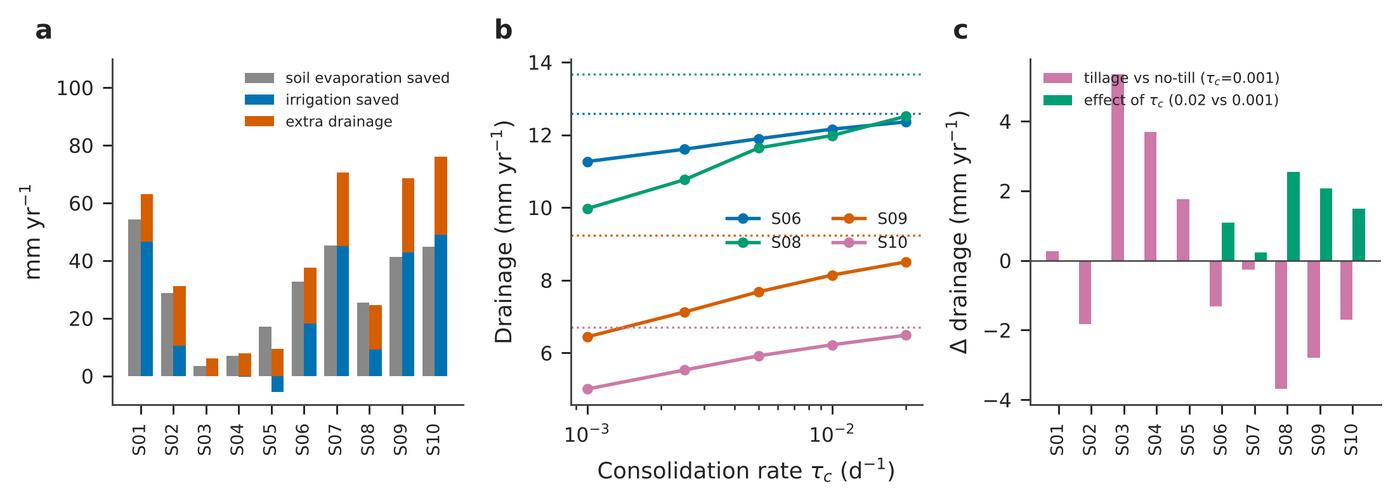 a
mm yr⁻¹
100
80
60
40
20
0
soil evaporation saved
irrigation saved
extra drainage
S01 S02 S03 S04 S05 S06 S07 S08 S09 S10
b
Drainage (mm yr⁻¹)
14
12
10
8
6
S06 S09
S08 S10
10⁻³ 10⁻²
Consolidation rate τc (d⁻¹)
c
Δ drainage (mm yr⁻¹)
tillage vs no-till (τc=0.001)
effect of τc (0.02 vs 0.001)
4
2
0
−2
−4
S01 S02 S03 S04 S05 S06 S07 S08 S09 S10